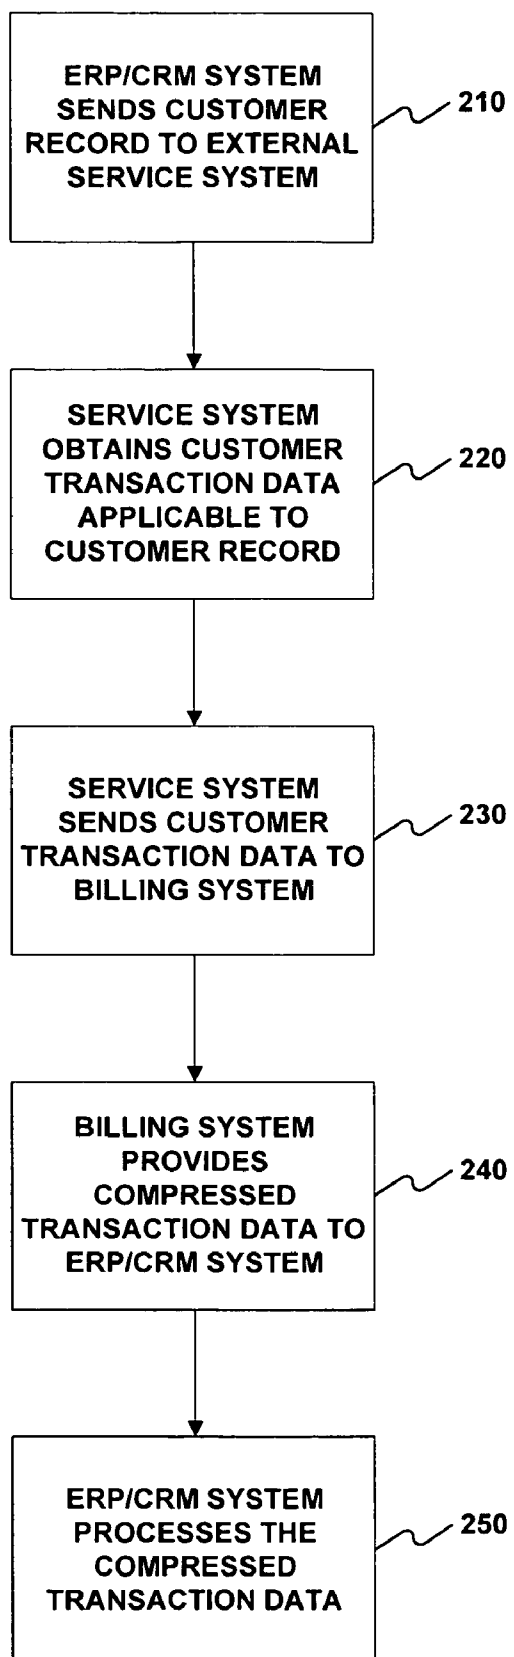 ERP/CRM SYSTEM
SENDS CUSTOMER
RECORD TO EXTERNAL
SERVICE SYSTEM
210
SERVICE SYSTEM
OBTAINS CUSTOMER
TRANSACTION DATA
APPLICABLE TO
CUSTOMER RECORD
220
SERVICE SYSTEM
SENDS CUSTOMER
TRANSACTION DATA TO
BILLING SYSTEM
230
BILLING SYSTEM
PROVIDES
COMPRESSED
TRANSACTION DATA TO
ERP/CRM SYSTEM
240
ERP/CRM SYSTEM
PROCESSES THE
COMPRESSED
TRANSACTION DATA
250